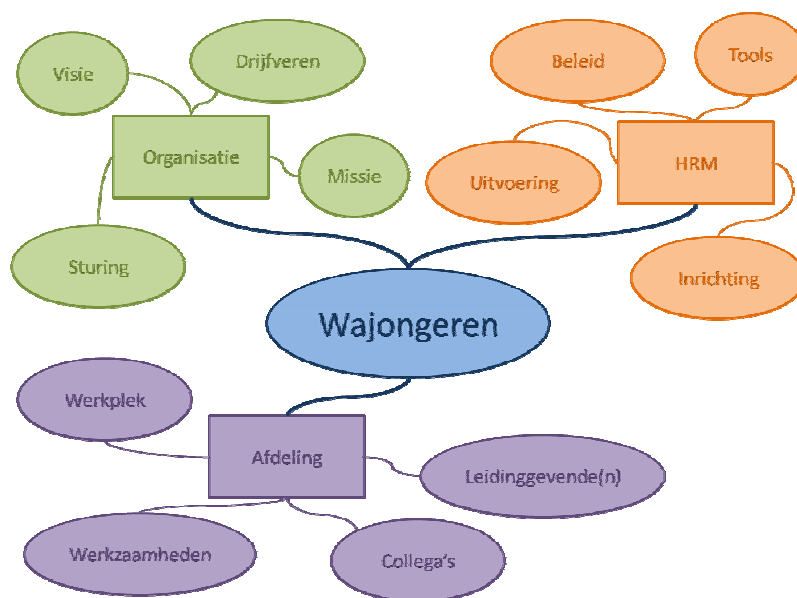 Visie
Drijfveren
Organisatie
Missie
Sturing
Beleid
Tools
HRM
Uitvoering
Inrichting
Wajongeren
Werkplek
Afdeling
Leidinggevende(n)
Werkzaamheden
Collega's